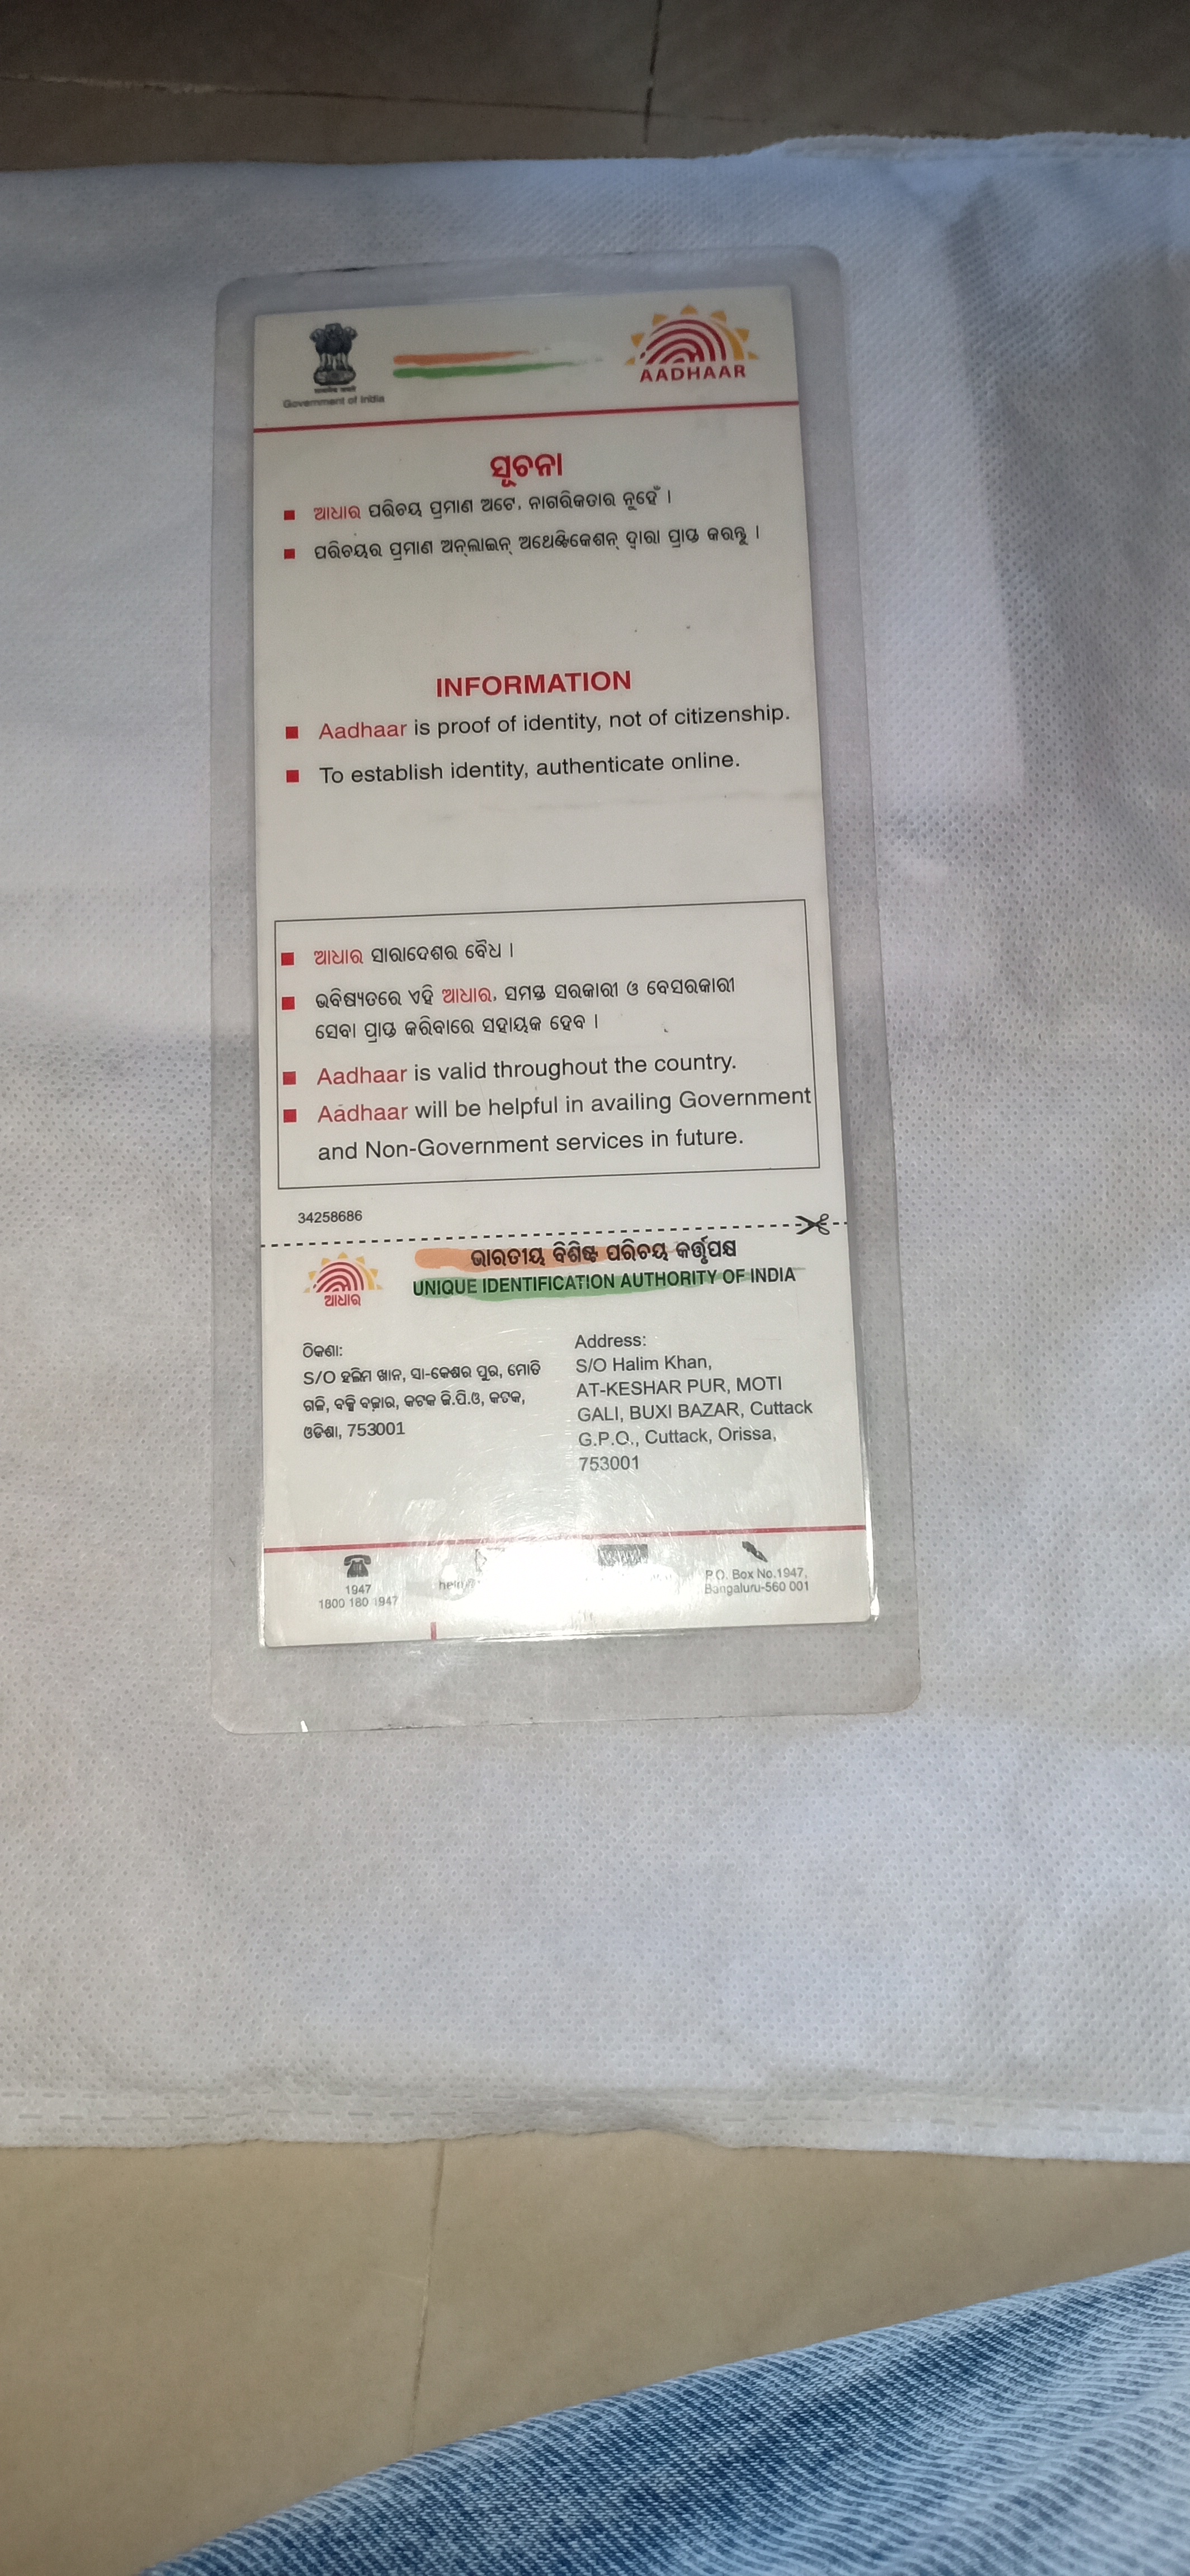 Government of India
AADHAAR
ସୂଚନା
ଆଧାର ପରିଚୟ ପ୍ରମାଣ ଅଟେ, ନାଗରିକତାର ନୁହେଁ ।
ପରିଚୟର ପ୍ରମାଣ ଅନ୍‌ଲାଇନ୍ ଅଥେଣ୍ଟିକେଶନ୍ ଦ୍ୱାରା ପ୍ରାପ୍ତ କରନ୍ତୁ ।
INFORMATION
Aadhaar is proof of identity, not of citizenship.
To establish identity, authenticate online.
ଆଧାର ସାରାଦେଶର ବୈଧ ।
ଭବିଷ୍ୟତରେ ଏହି ଆଧାର, ସମସ୍ତ ସରକାରୀ ଓ ବେସରକାରୀ
ସେବା ପ୍ରାପ୍ତ କରିବାରେ ସହାୟକ ହେବ ।
Aadhaar is valid throughout the country.
Aadhaar will be helpful in availing Government
and Non-Government services in future.
34258686
ଭାରତୀୟ ବିଶିଷ୍ଟ ପରିଚୟ କର୍ତ୍ତୃପକ୍ଷ
UNIQUE IDENTIFICATION AUTHORITY OF INDIA
ଆଧାର
ଠିକଣା:
S/O ହଲିମ ଖାନ, ସା-କେଶର ପୁର, ମୋତି
ଗଳି, ବକ୍ସି ବଜାର, କଟକ ଜି.ପି.ଓ, କଟକ,
ଓଡିଶା, 753001
Address:
S/O Halim Khan,
AT-KESHAR PUR, MOTI
GALI, BUXI BAZAR, Cuttack
G.P.O., Cuttack, Orissa,
753001
1947
1800 180 1947
P.O. Box No.1947,
Bangaluru-560 001